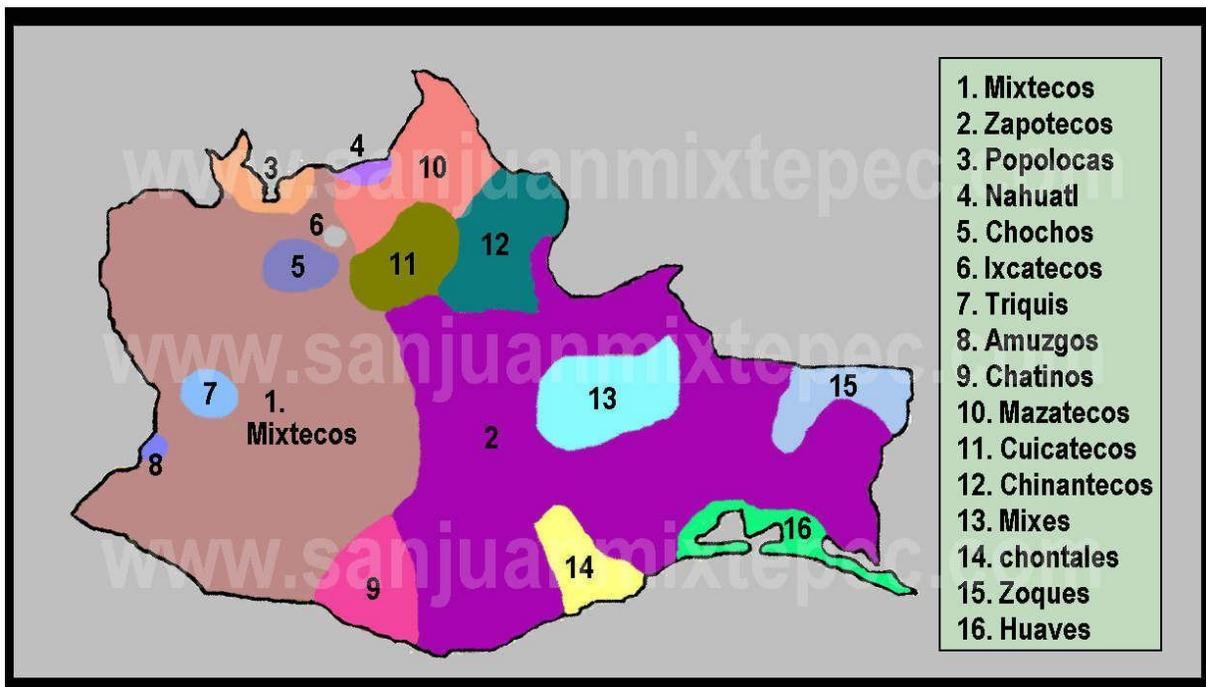 1. Mixtecos
2. Zapotecos
3. Popolocas
4. Nahuatl
5. Chochos
6. Ixcatecos
7. Triquis
8. Amuzgos
9. Chatinos
10. Mazatecos
11. Cuicatecos
12. Chinantecos
13. Mixes
14. chontales
15. Zoques
16. Huaves
4
3
10
www.sanjuanmixtepec.com
6
12
5
11
www.sanjuanmixtepec.com
7
13
15
1.
Mixtecos
2
8
www.sanjuanmixtepec.com
16
14
9